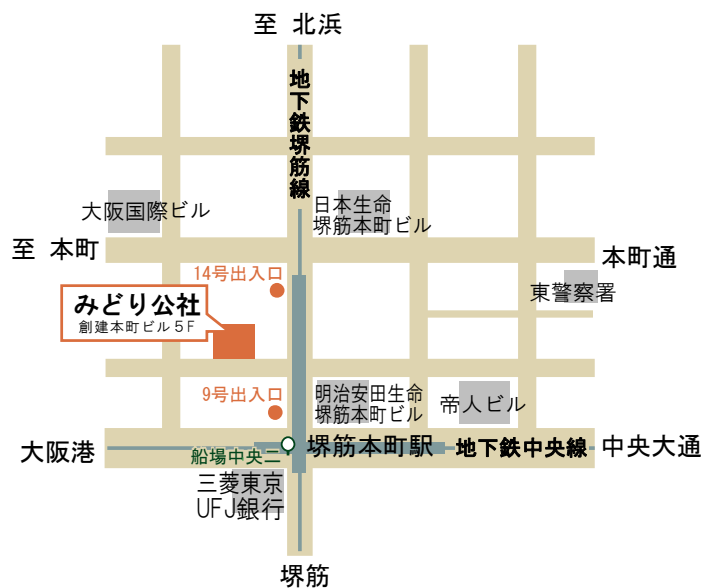 至 北浜
地下鉄堺筋線
大阪国際ビル
日本生命
堺筋本町ビル
至 本町
本町通
14号出入口
東警察署
みどり公社
創建本町ビル5F
9号出入口
明治安田生命
堺筋本町ビル
帝人ビル
大阪港
船場中央二
堺筋本町駅
地下鉄中央線
中央大通
三菱東京
UFJ銀行
堺筋